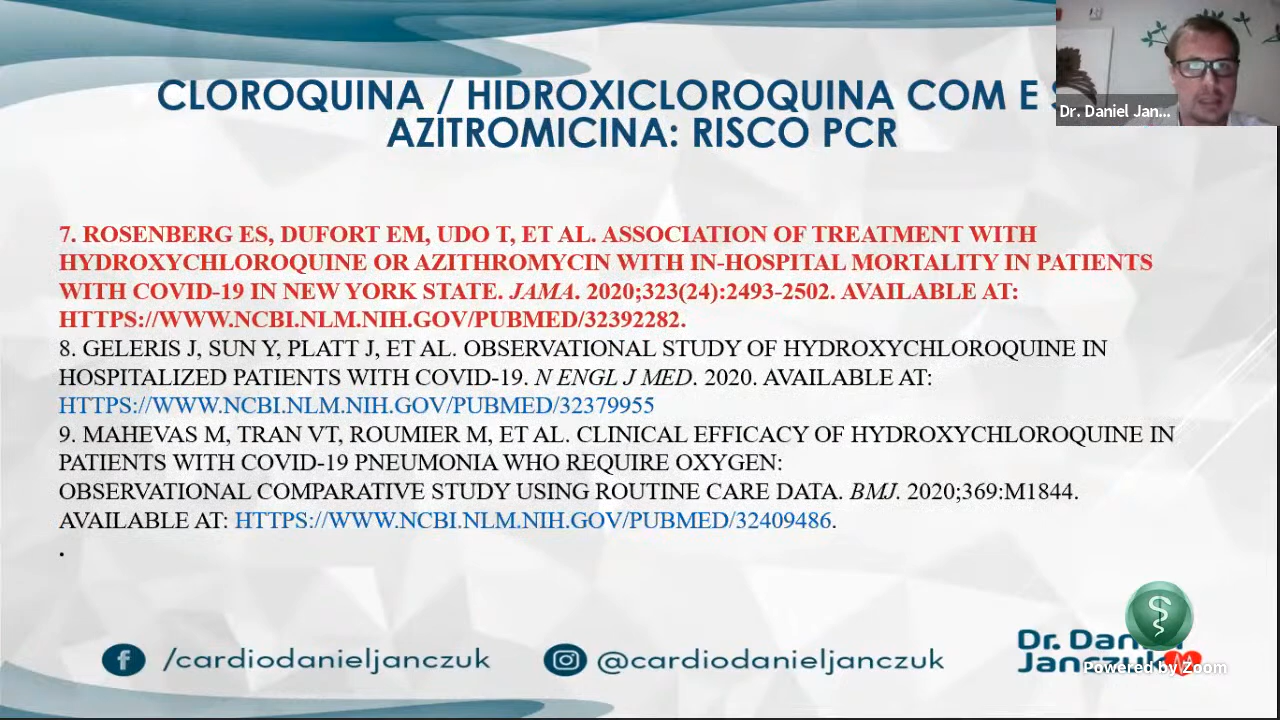 CLOROQUINA / HIDROXICLOROQUINA COM E
AZITROMICINA: RISCO PCR
Dr. Daniel Jan...
7. ROSENBERG ES, DUFORT EM, UDO T, ET AL. ASSOCIATION OF TREATMENT WITH
HYDROXYCHLOROQUINE OR AZITHROMYCIN WITH IN-HOSPITAL MORTALITY IN PATIENTS
WITH COVID-19 IN NEW YORK STATE. JAMA. 2020;323(24):2493-2502. AVAILABLE AT:
HTTPS://WWW.NCBI.NLM.NIH.GOV/PUBMED/32392282.
8. GELERIS J, SUN Y, PLATT J, ET AL. OBSERVATIONAL STUDY OF HYDROXYCHLOROQUINE IN
HOSPITALIZED PATIENTS WITH COVID-19. N ENGL J MED. 2020. AVAILABLE AT:
HTTPS://WWW.NCBI.NLM.NIH.GOV/PUBMED/32379955
9. MAHEVAS M, TRAN VT, ROUMIER M, ET AL. CLINICAL EFFICACY OF HYDROXYCHLOROQUINE IN
PATIENTS WITH COVID-19 PNEUMONIA WHO REQUIRE OXYGEN:
OBSERVATIONAL COMPARATIVE STUDY USING ROUTINE CARE DATA. BMJ. 2020;369:M1844.
AVAILABLE AT: HTTPS://WWW.NCBI.NLM.NIH.GOV/PUBMED/32409486.
.
/cardiodanieljanczuk
@cardiodanieljanczuk
Dr.
Powered by Zoom